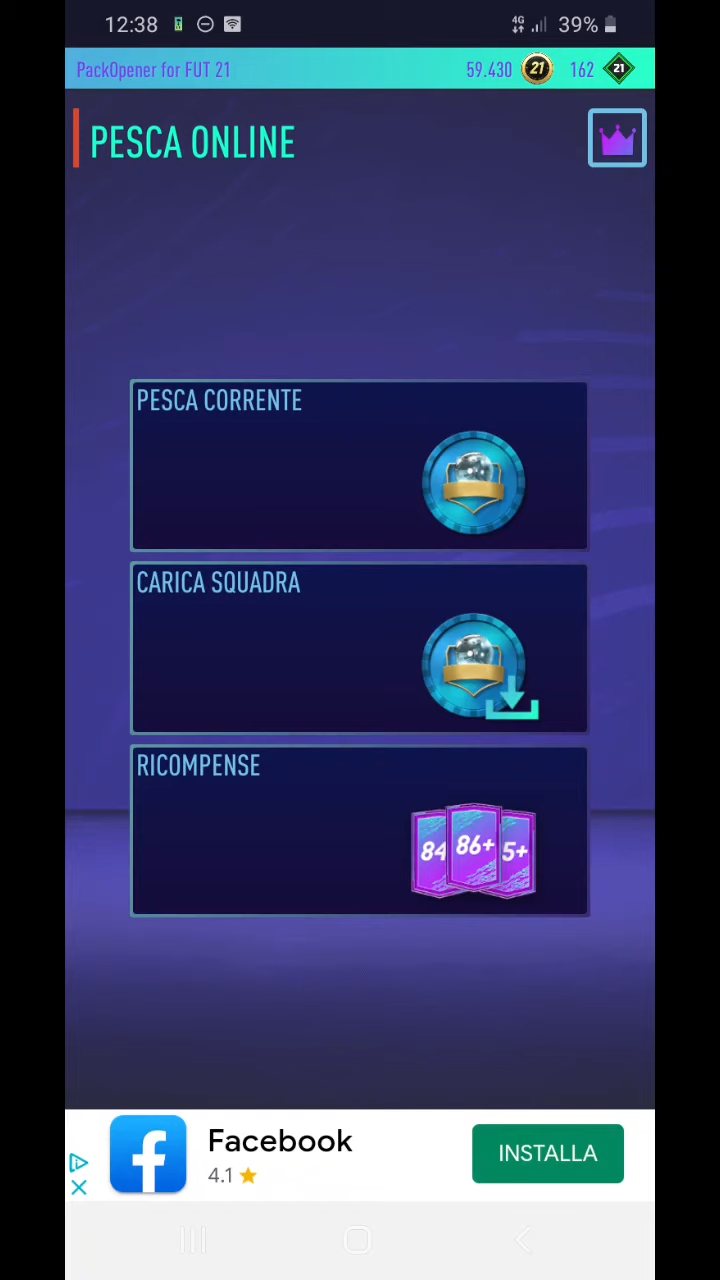 12:38 4G 39%
PackOpener for FUT 21 59.430 21 162 21
PESCA ONLINE
PESCA CORRENTE
CARICA SQUADRA
RICOMPENSE
84 86+ 5+
Facebook
4.1
INSTALLA